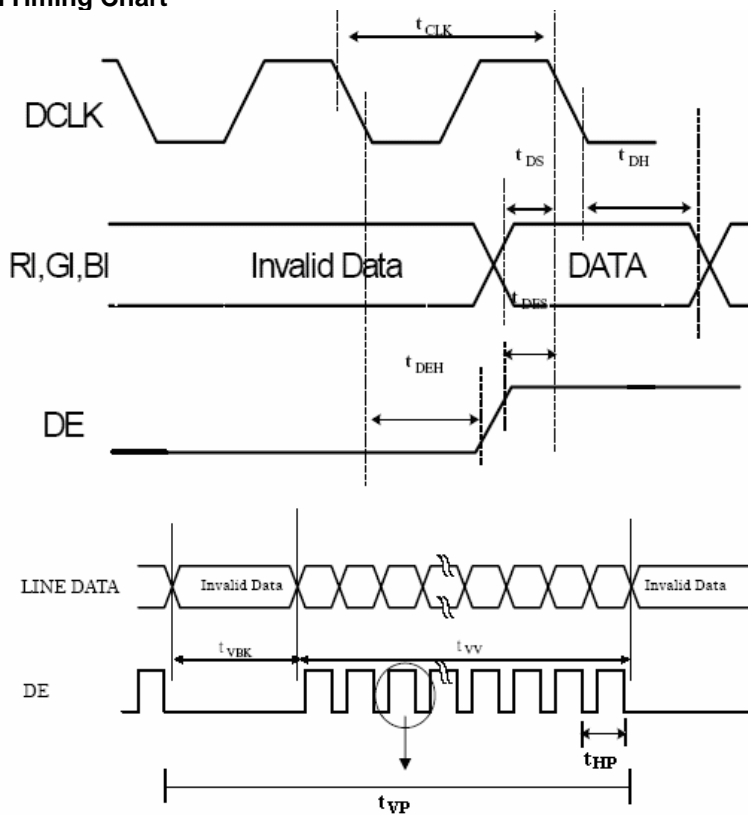 Timing Chart
tCLK
DCLK
tDS
tDH
RI,GI,BI
Invalid Data
DATA
tDES
tDEH
DE
LINE DATA
Invalid Data
Invalid Data
tVBK
tVV
DE
tHP
tVP